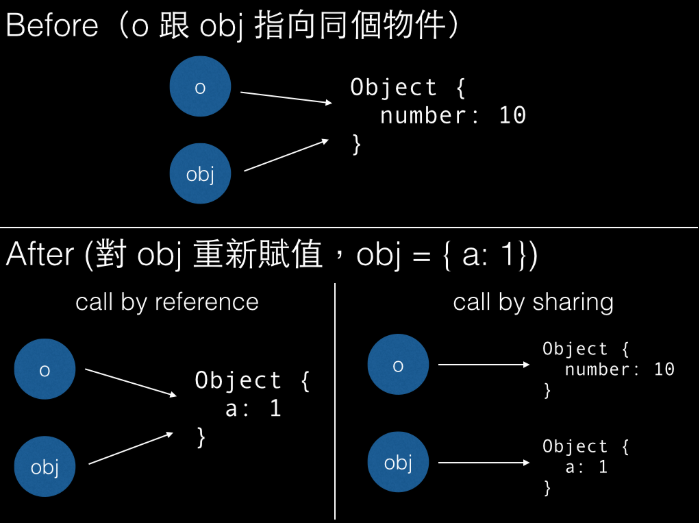 Before（o 跟 obj 指向同個物件）
o
obj
Object {
  number: 10
}
After (對 obj 重新賦值，obj = { a: 1})
call by reference
o
obj
Object {
  a: 1
}
call by sharing
o
Object {
  number: 10
}
obj
Object {
  a: 1
}